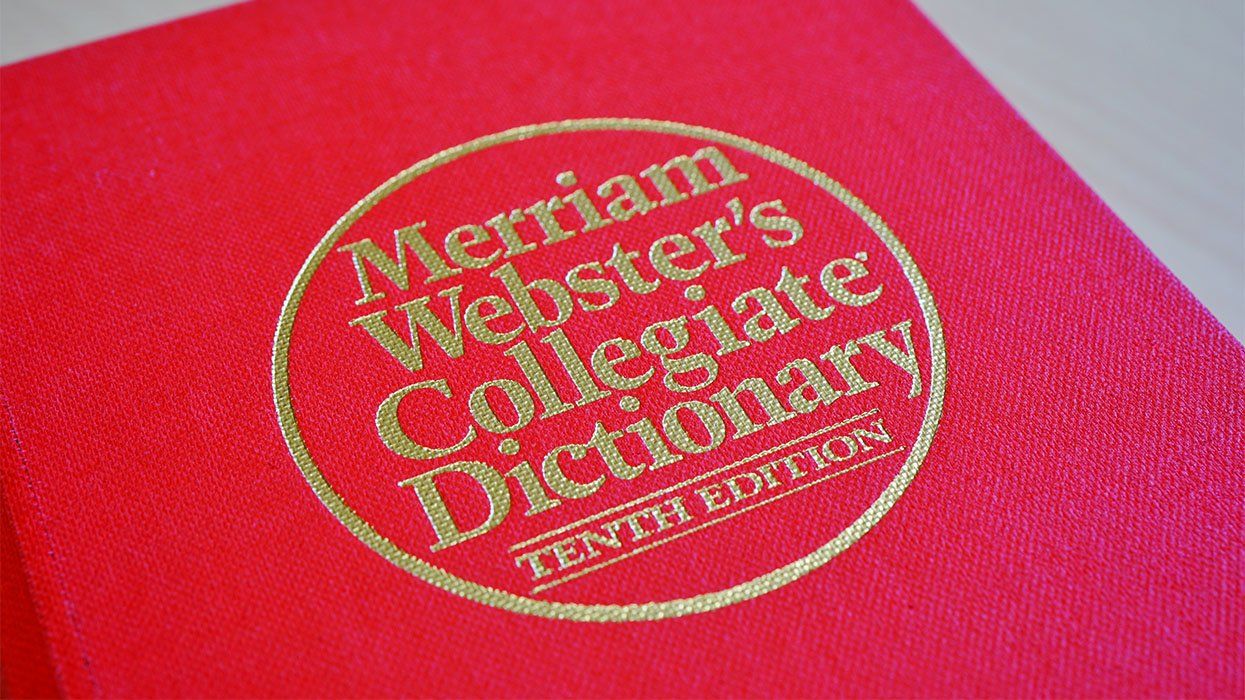 Merriam
Webster's
Collegiate®
Dictionary
TENTH EDITION